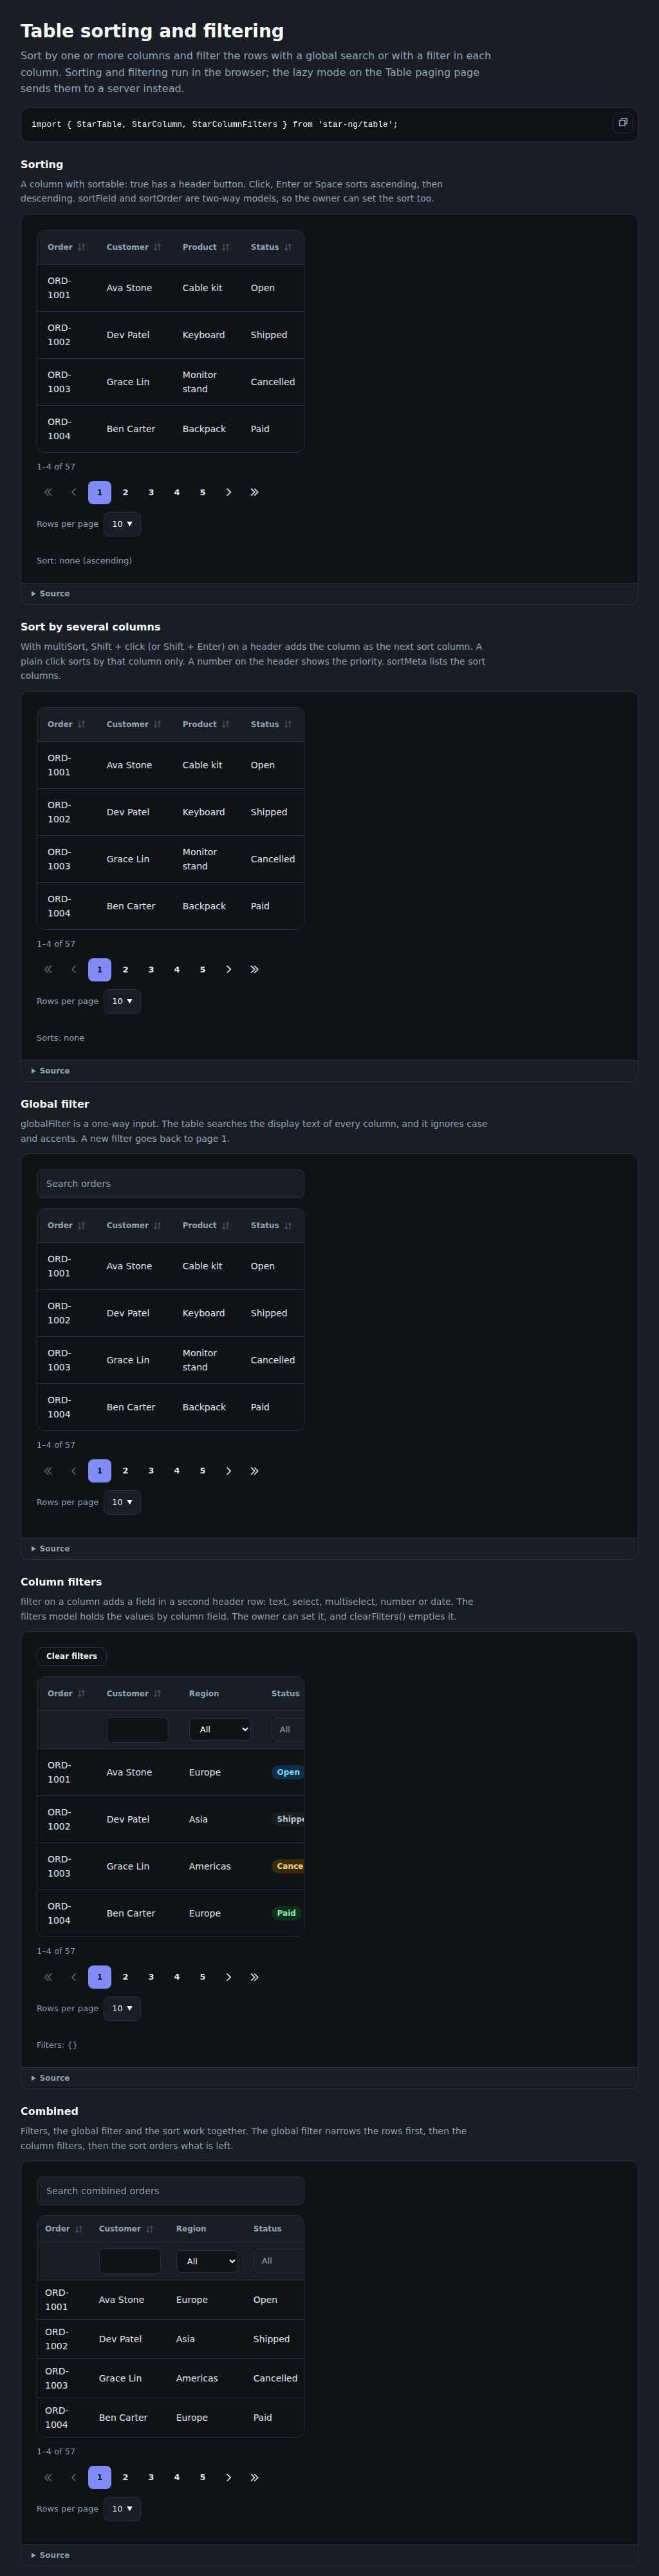 Table sorting and filtering
Sort by one or more columns and filter the rows with a global search or with a filter in each
column. Sorting and filtering run in the browser; the lazy mode on the Table paging page
sends them to a server instead.
import { StarTable, StarColumn, StarColumnFilters } from 'star-ng/table';
Sorting
A column with sortable: true has a header button. Click, Enter or Space sorts ascending, then
descending. sortField and sortOrder are two-way models, so the owner can set the sort too.
Order Customer Product Status
ORD-
1001 Ava Stone Cable kit Open
ORD-
1002 Dev Patel Keyboard Shipped
ORD-
1003 Grace Lin Monitor
stand Cancelled
ORD-
1004 Ben Carter Backpack Paid
1–4 of 57
1 2 3 4 5
Rows per page 10
Sort: none (ascending)
Source
Sort by several columns
With multiSort, Shift + click (or Shift + Enter) on a header adds the column as the next sort column. A
plain click sorts by that column only. A number on the header shows the priority. sortMeta lists the sort
columns.
Order Customer Product Status
ORD-
1001 Ava Stone Cable kit Open
ORD-
1002 Dev Patel Keyboard Shipped
ORD-
1003 Grace Lin Monitor
stand Cancelled
ORD-
1004 Ben Carter Backpack Paid
1–4 of 57
1 2 3 4 5
Rows per page 10
Sorts: none
Source
Global filter
globalFilter is a one-way input. The table searches the display text of every column, and it ignores case
and accents. A new filter goes back to page 1.
Search orders
Order Customer Product Status
ORD-
1001 Ava Stone Cable kit Open
ORD-
1002 Dev Patel Keyboard Shipped
ORD-
1003 Grace Lin Monitor
stand Cancelled
ORD-
1004 Ben Carter Backpack Paid
1–4 of 57
1 2 3 4 5
Rows per page 10
Source
Column filters
filter on a column adds a field in a second header row: text, select, multiselect, number or date. The
filters model holds the values by column field. The owner can set it, and clearFilters() empties it.
Clear filters
Order Customer Region Status
All All
ORD-
1001 Ava Stone Europe Open
ORD-
1002 Dev Patel Asia Shippe
ORD-
1003 Grace Lin Americas Cance
ORD-
1004 Ben Carter Europe Paid
1–4 of 57
1 2 3 4 5
Rows per page 10
Filters: {}
Source
Combined
Filters, the global filter and the sort work together. The global filter narrows the rows first, then the
column filters, then the sort orders what is left.
Search combined orders
Order Customer Region Status
All All
ORD-
1001 Ava Stone Europe Open
ORD-
1002 Dev Patel Asia Shipped
ORD-
1003 Grace Lin Americas Cancelled
ORD-
1004 Ben Carter Europe Paid
1–4 of 57
1 2 3 4 5
Rows per page 10
Source